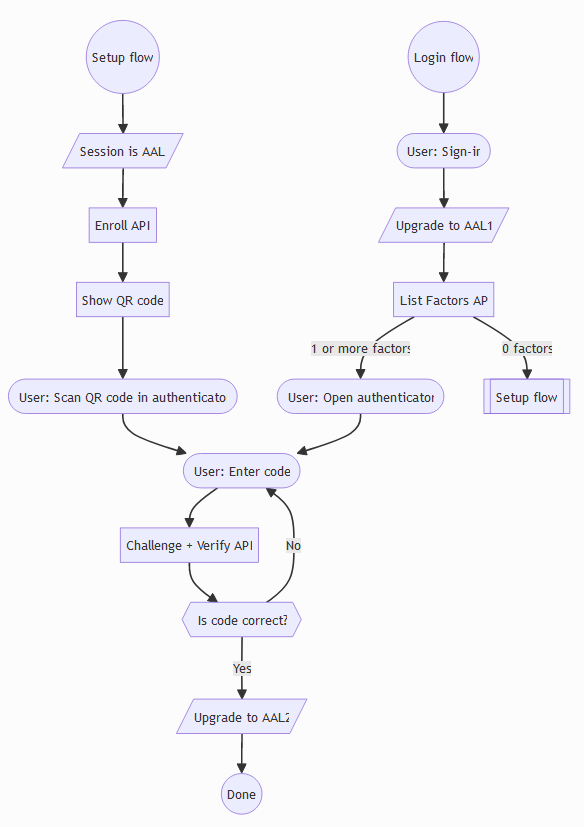 Setup flow
Login flow
Session is AAL
User: Sign-in
Enroll API
Upgrade to AAL1
Show QR code
List Factors AP
1 or more factors
0 factors
User: Scan QR code in authenticato
User: Open authenticator
Setup flow
User: Enter code
Challenge + Verify API
No
Is code correct?
Yes
Upgrade to AAL2
Done